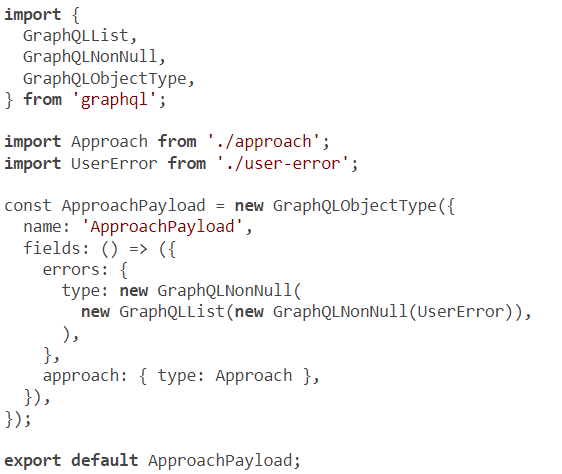 import {
  GraphQLList,
  GraphQLNonNull,
  GraphQLObjectType,
} from 'graphql';

import Approach from './approach';
import UserError from './user-error';

const ApproachPayload = new GraphQLObjectType({
  name: 'ApproachPayload',
  fields: () => ({
    errors: {
      type: new GraphQLNonNull(
        new GraphQLList(new GraphQLNonNull(UserError)),
      ),
    },
    approach: { type: Approach },
  }),
});

export default ApproachPayload;